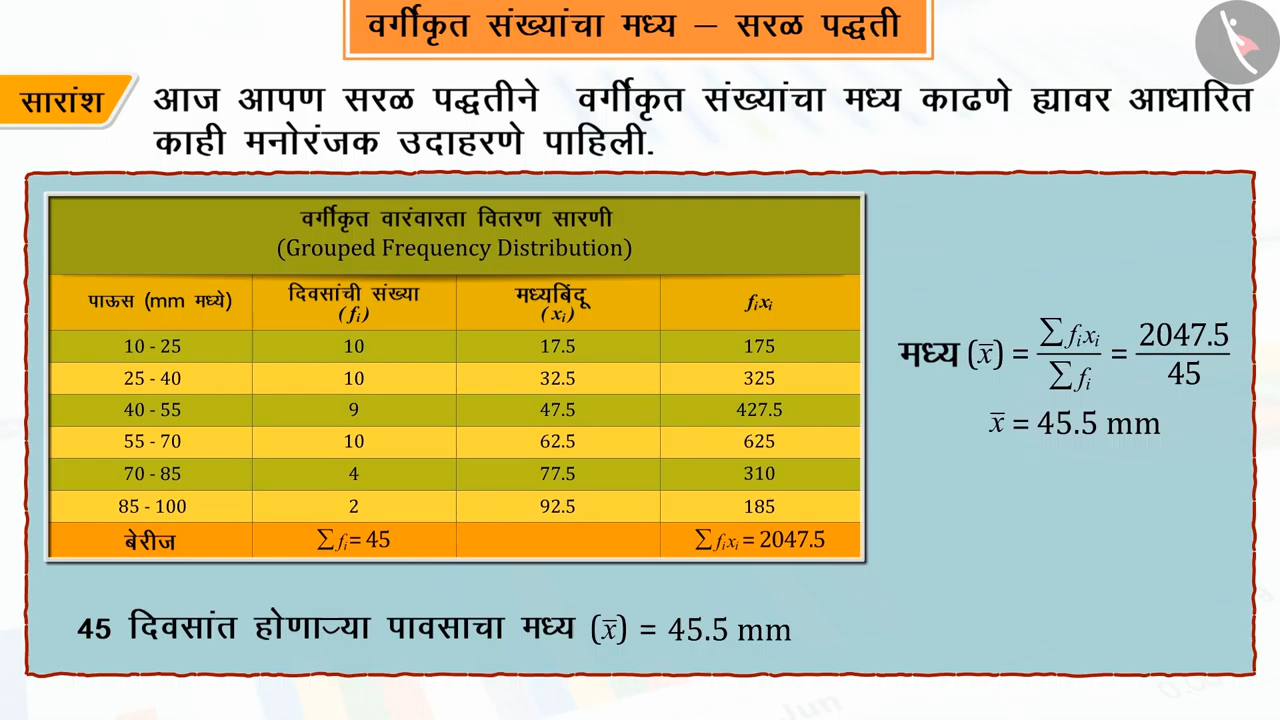 वर्गीकृत संख्यांचा मध्य – सरळ पद्धती
सारांश
आज आपण सरळ पद्धतीने वर्गीकृत संख्यांचा मध्य काढणे ह्यावर आधारित
काही मनोरंजक उदाहरणे पाहिली.
वर्गीकृत वारंवारता वितरण सारणी
(Grouped Frequency Distribution)
पाऊस (mm मध्ये) दिवसांची संख्या (fᵢ) मध्यबिंदू (xᵢ) fᵢxᵢ
10 - 25 10 17.5 175
25 - 40 10 32.5 325
40 - 55 9 47.5 427.5
55 - 70 10 62.5 625
70 - 85 4 77.5 310
85 - 100 2 92.5 185
बेरीज ∑fᵢ = 45 ∑fᵢxᵢ = 2047.5
मध्य (x̅) = ∑fᵢxᵢ / ∑fᵢ = 2047.5 / 45
x̅ = 45.5 mm
45 दिवसांत होणाऱ्या पावसाचा मध्य (x̅) = 45.5 mm
Jun